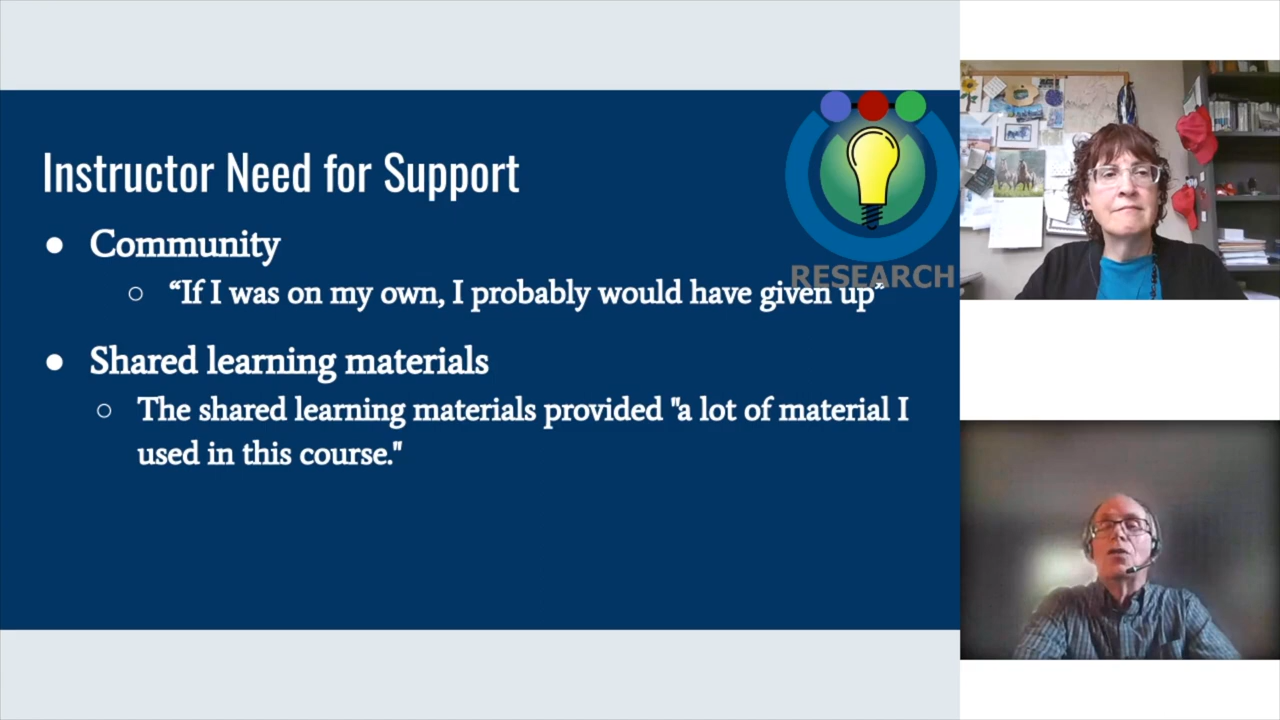 Instructor Need for Support
● Community
○ “If I was on my own, I probably would have given up”
● Shared learning materials
○ The shared learning materials provided "a lot of material I
used in this course."
RESEARCH